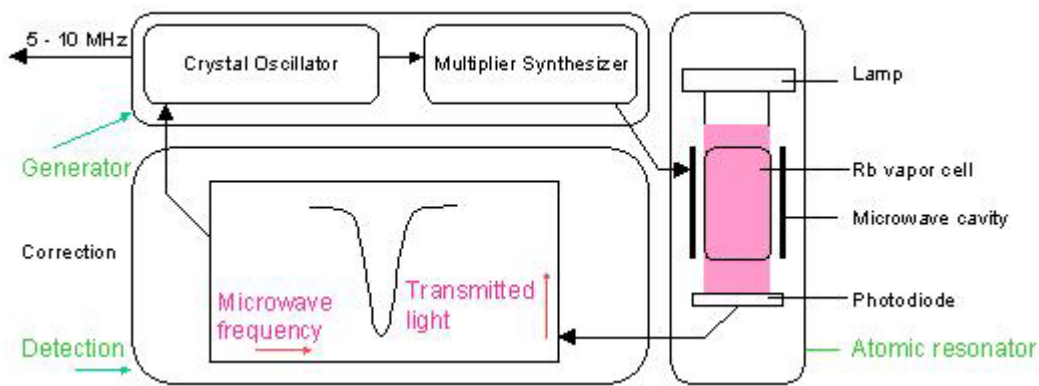 5 - 10 MHz
Crystal Oscillator
Multiplier Synthesizer
Lamp
Generator
Rb vapor cell
Microwave cavity
Correction
Microwave
frequency
Transmitted
light
Photodiode
Detection
Atomic resonator